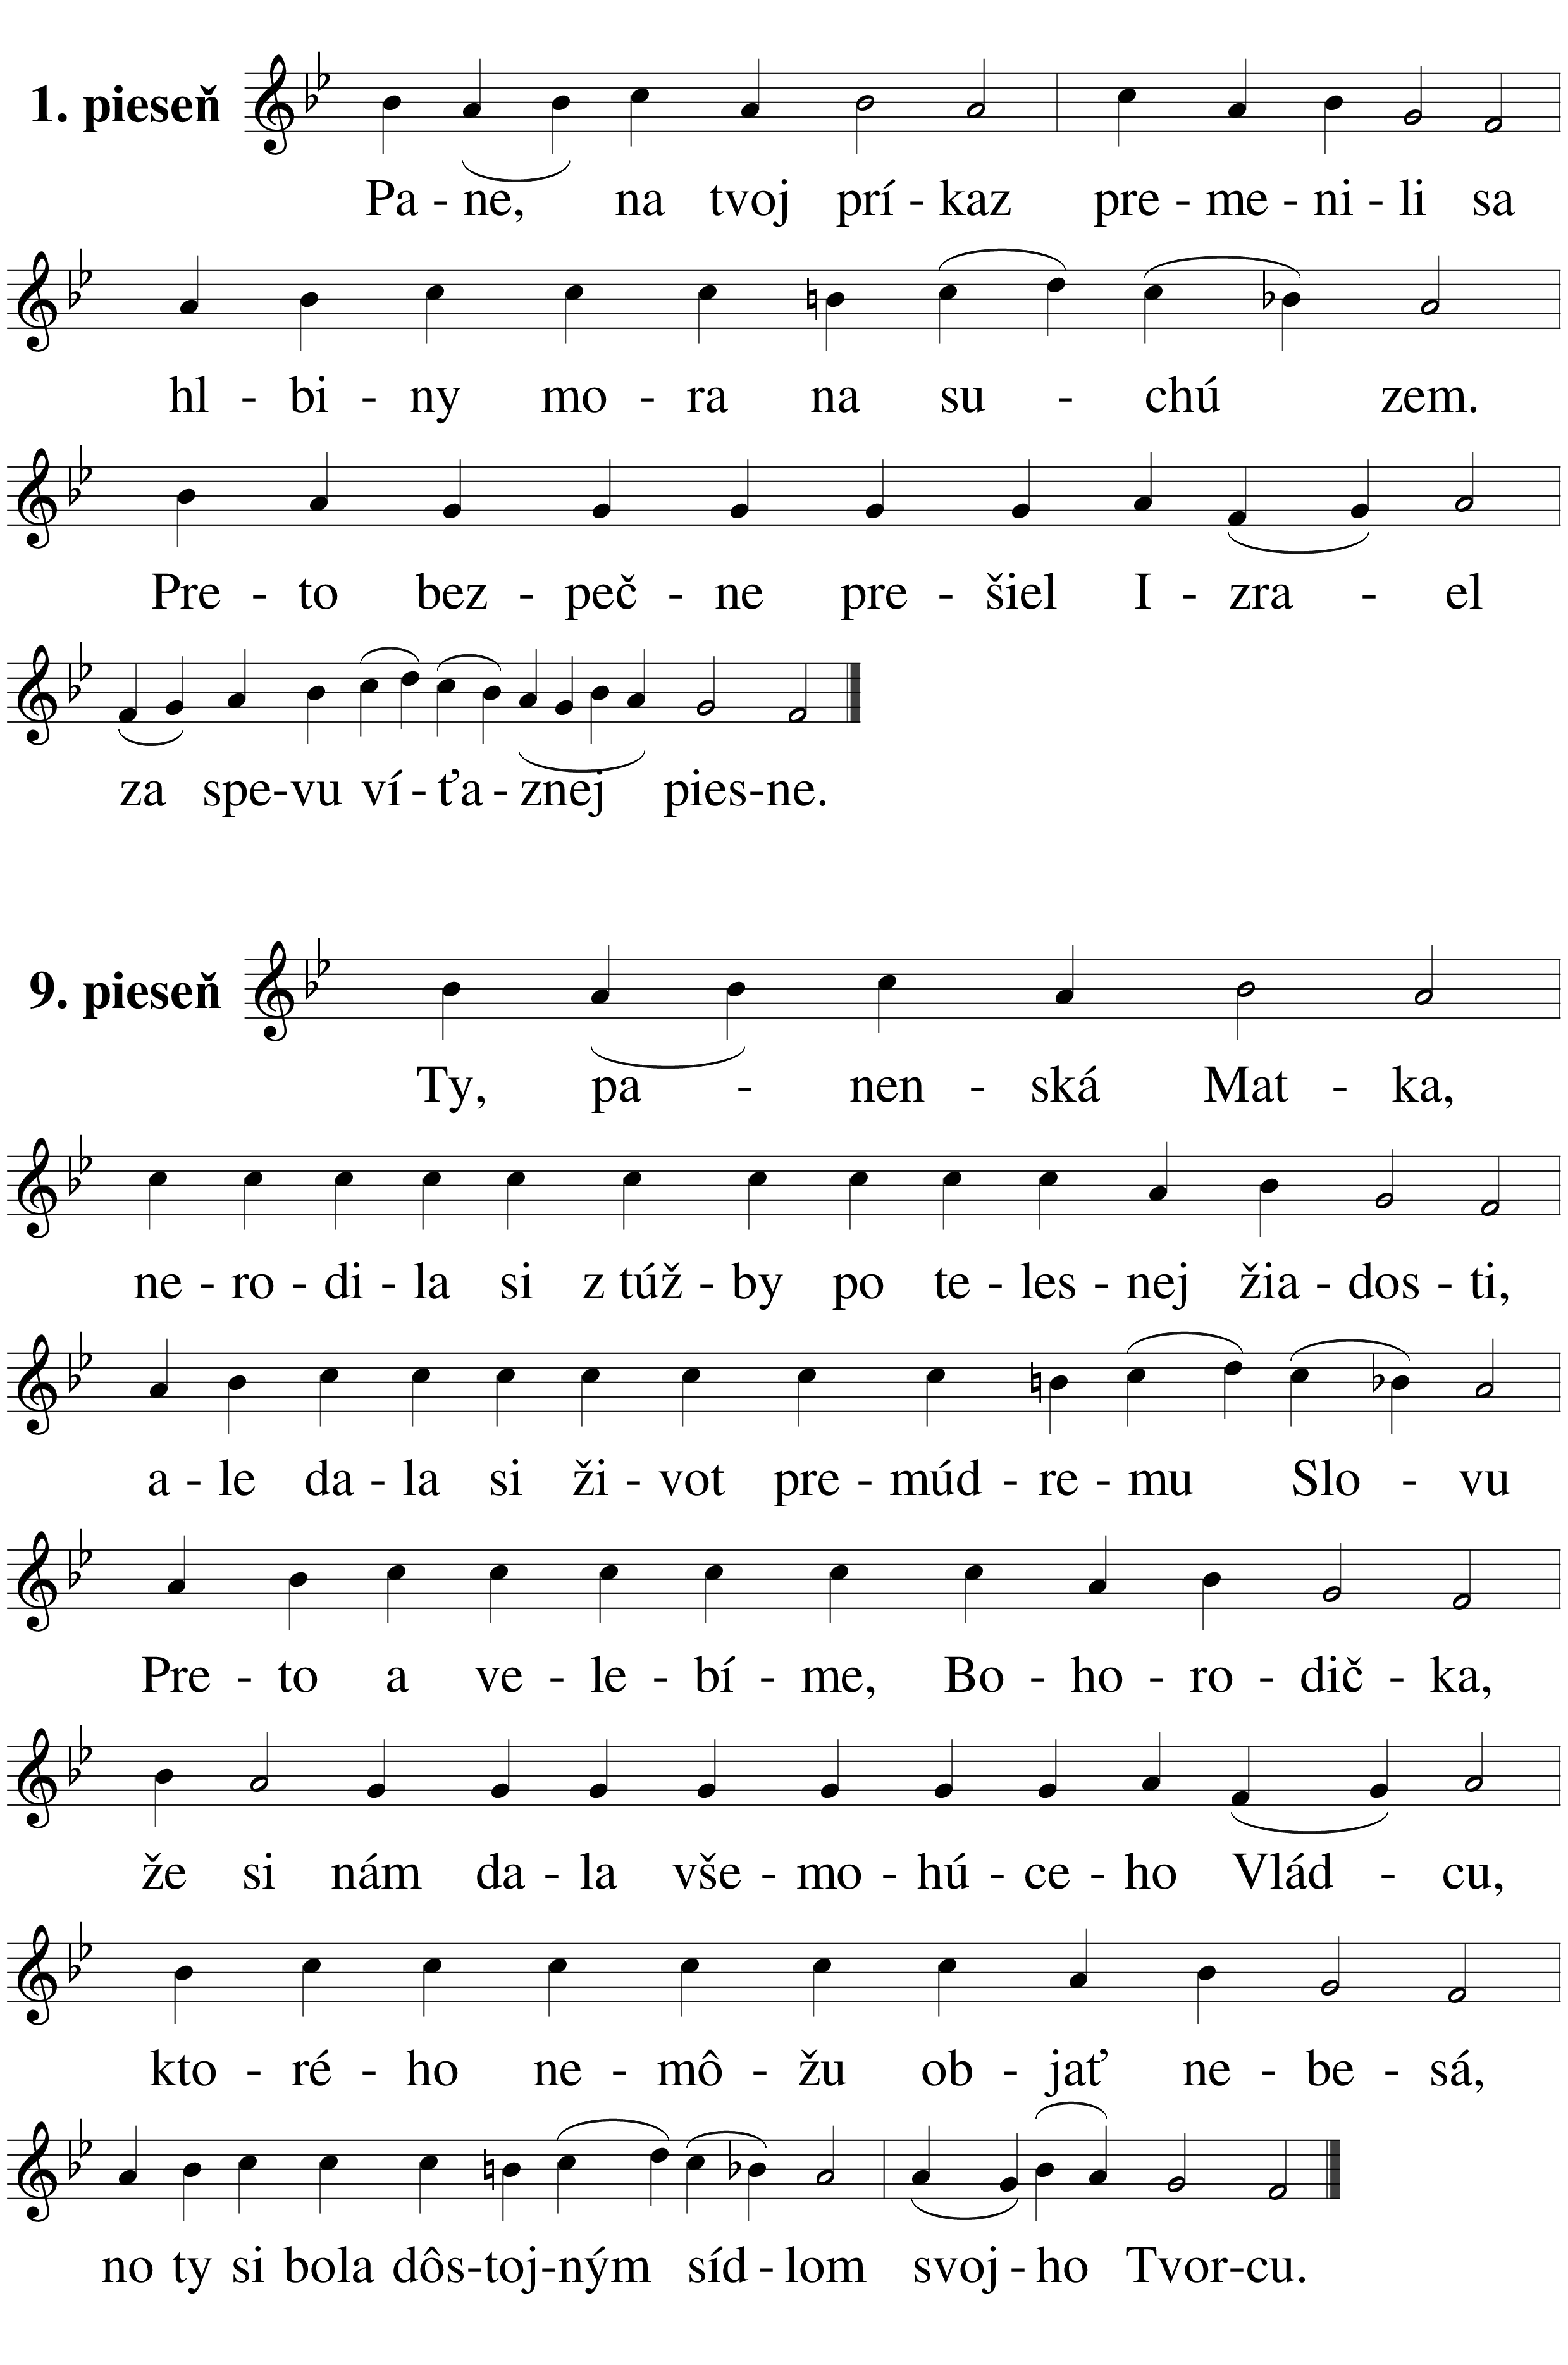 1. pieseň
Pa - ne, na tvoj prí - kaz pre - me - ni - li sa
hl - bi - ny mo - ra na su - chú zem.
Pre - to bez - peč - ne pre - šiel I - zra - el
za spe-vu ví - ťa - znej pies-ne.
9. pieseň
Ty, pa - nen - ská Mat - ka,
ne - ro - di - la si z túž - by po te - les - nej žia - dos - ti,
a - le da - la si ži - vot pre - múd - re - mu Slo - vu
Pre - to a ve - le - bí - me, Bo - ho - ro - dič - ka,
že si nám da - la vše - mo - hú - ce - ho Vlád - cu,
kto - ré - ho ne - mô - žu ob - jať ne - be - sá,
no ty si bola dôs-toj-ným síd - lom svoj - ho Tvor-cu.